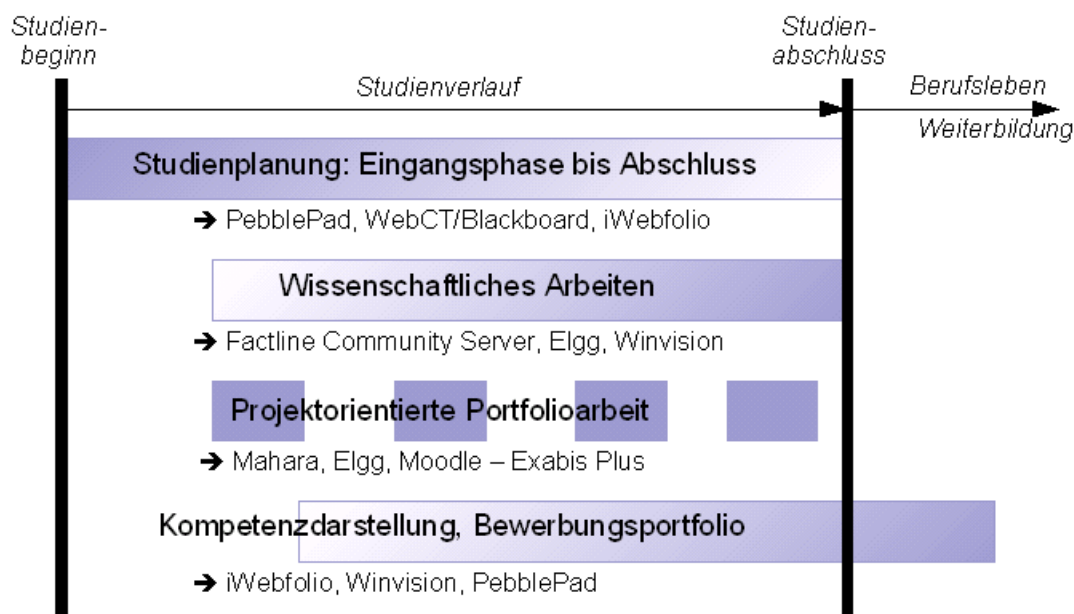 Studien-
beginn
Studien-
abschluss
Studienverlauf
Berufsleben
Weiterbildung
Studienplanung: Eingangsphase bis Abschluss
➔ PebblePad, WebCT/Blackboard, iWebfolio
Wissenschaftliches Arbeiten
➔ Factline Community Server, Elgg, Winvision
Projektorientierte Portfolioarbeit
➔ Mahara, Elgg, Moodle – Exabis Plus
Kompetenzdarstellung, Bewerbungsportfolio
➔ iWebfolio, Winvision, PebblePad